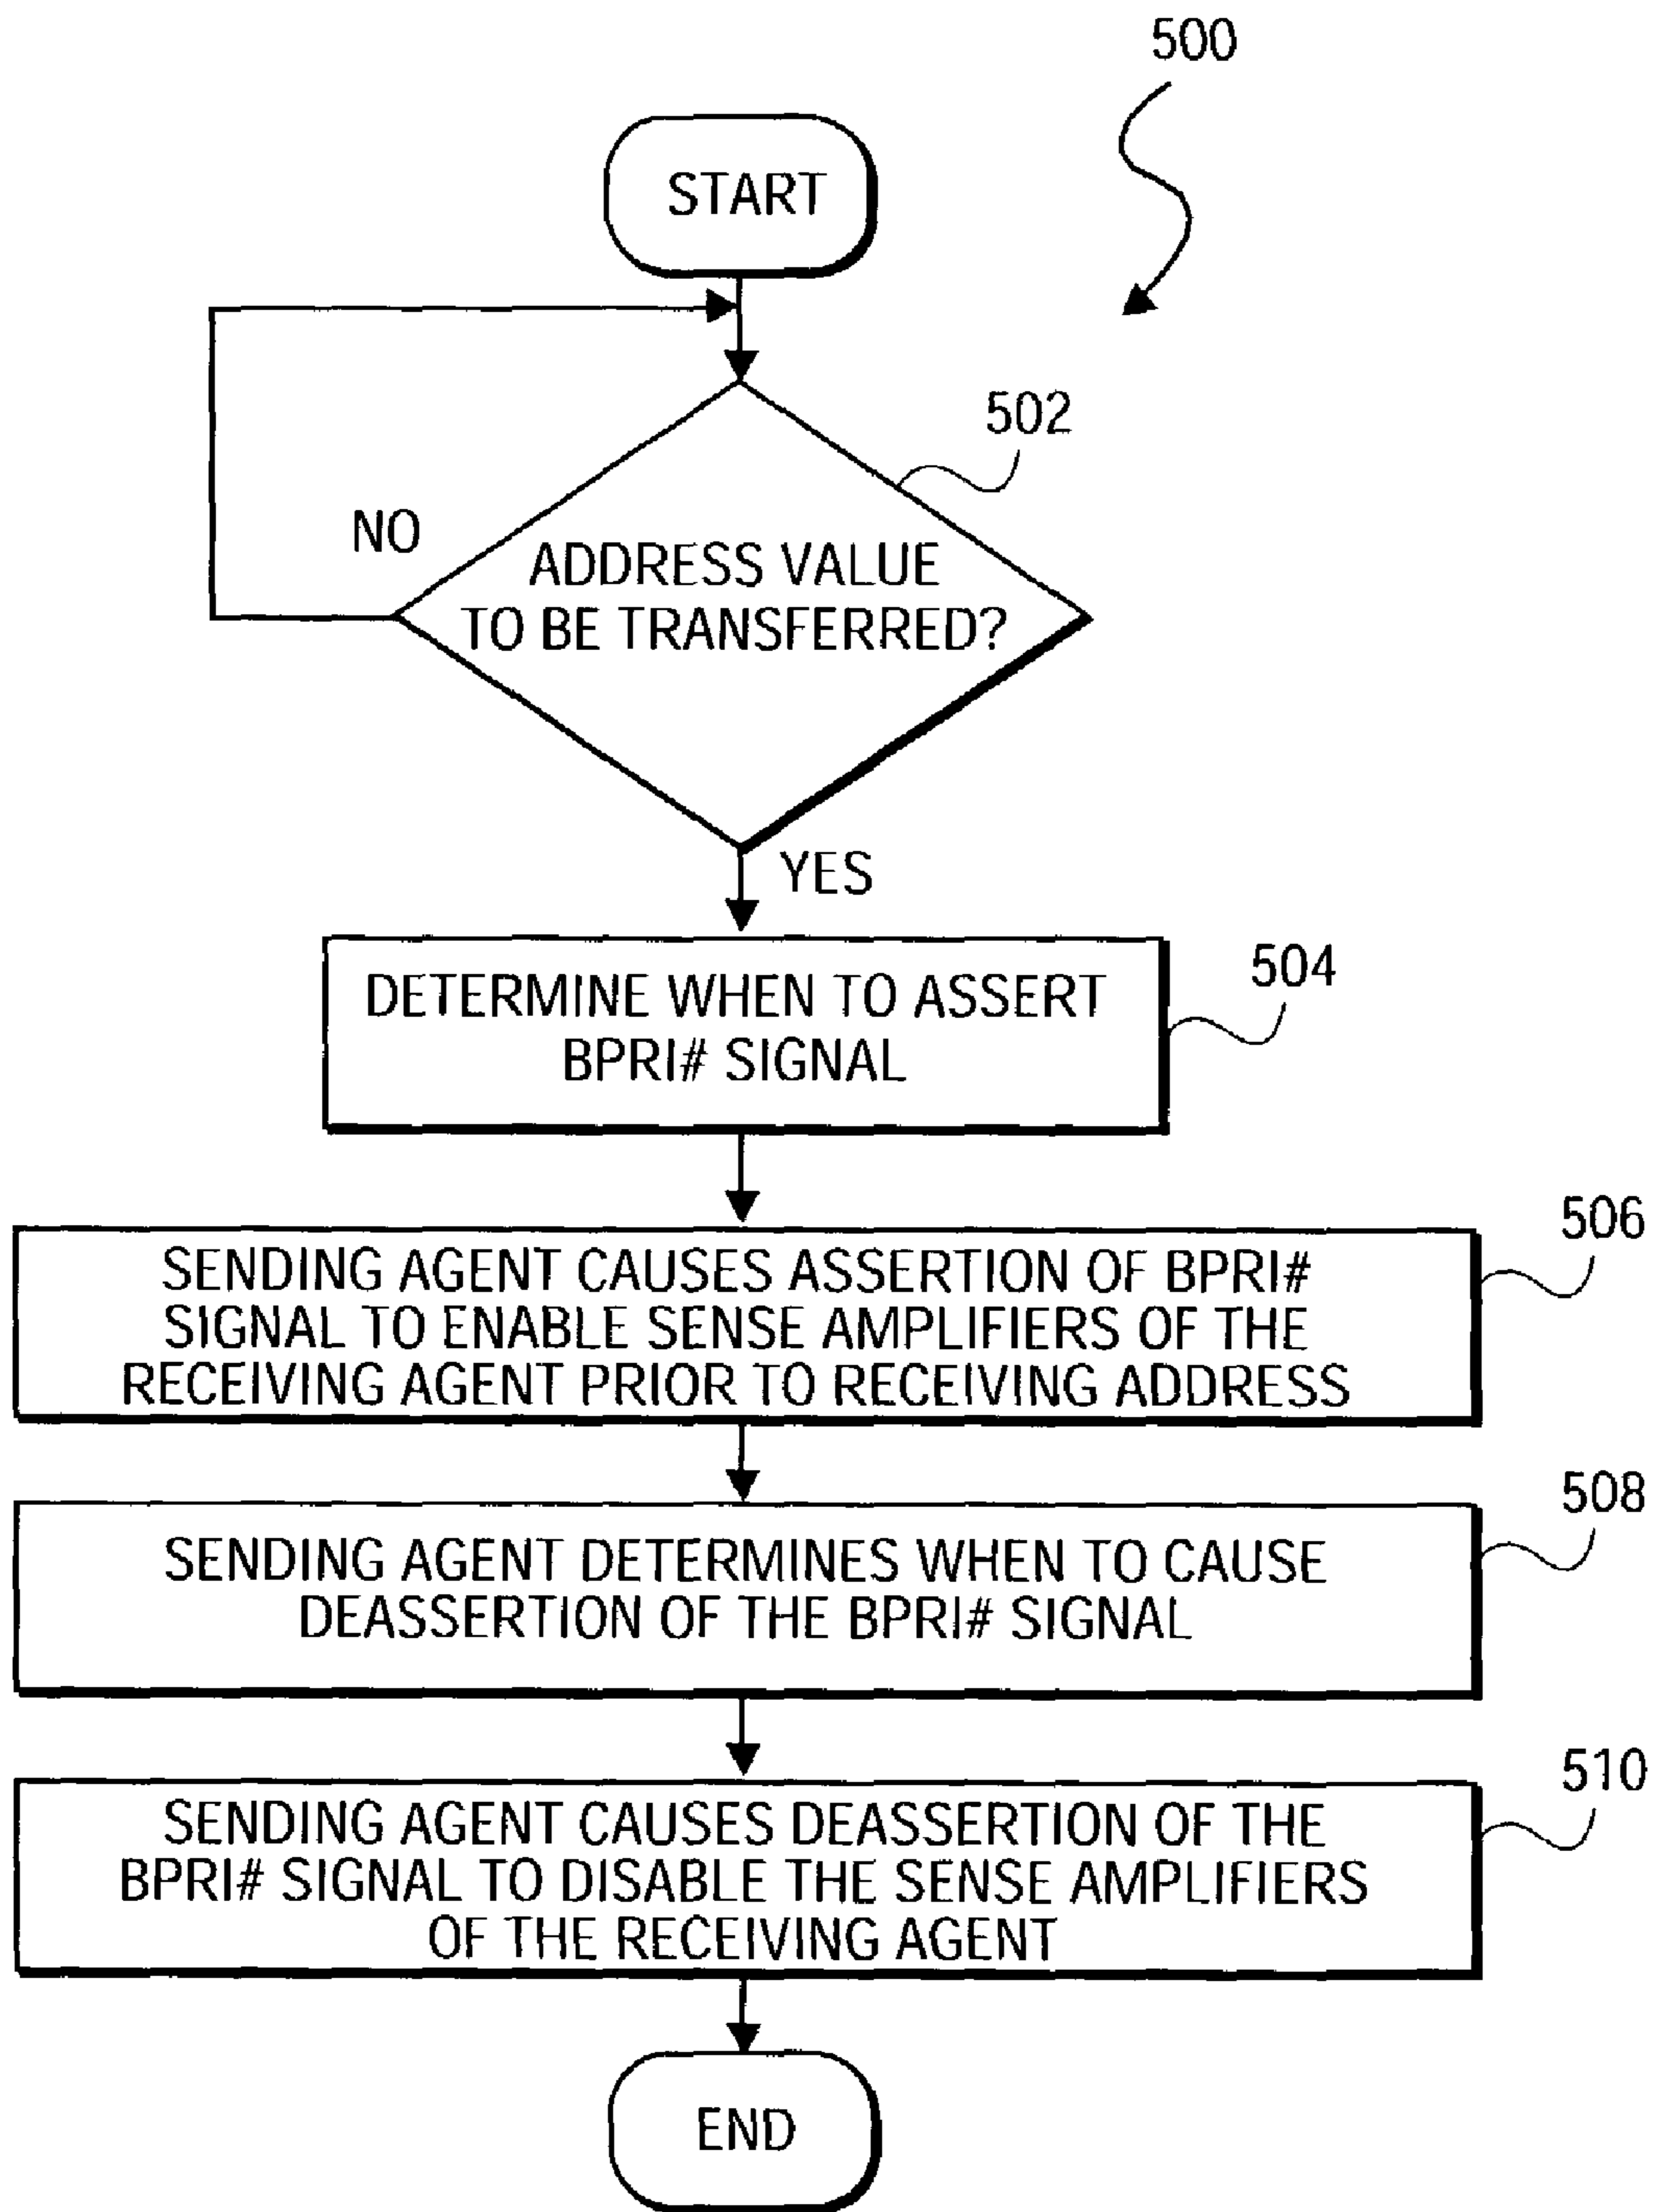 500
START
502
NO
ADDRESS VALUE
TO BE TRANSFERRED?
YES
504
DETERMINE WHEN TO ASSERT
BPRI# SIGNAL
506
SENDING AGENT CAUSES ASSERTION OF BPRI#
SIGNAL TO ENABLE SENSE AMPLIFIERS OF THE
RECEIVING AGENT PRIOR TO RECEIVING ADDRESS
508
SENDING AGENT DETERMINES WHEN TO CAUSE
DEASSERTION OF THE BPRI# SIGNAL
510
SENDING AGENT CAUSES DEASSERTION OF THE
BPRI# SIGNAL TO DISABLE THE SENSE AMPLIFIERS
OF THE RECEIVING AGENT
END